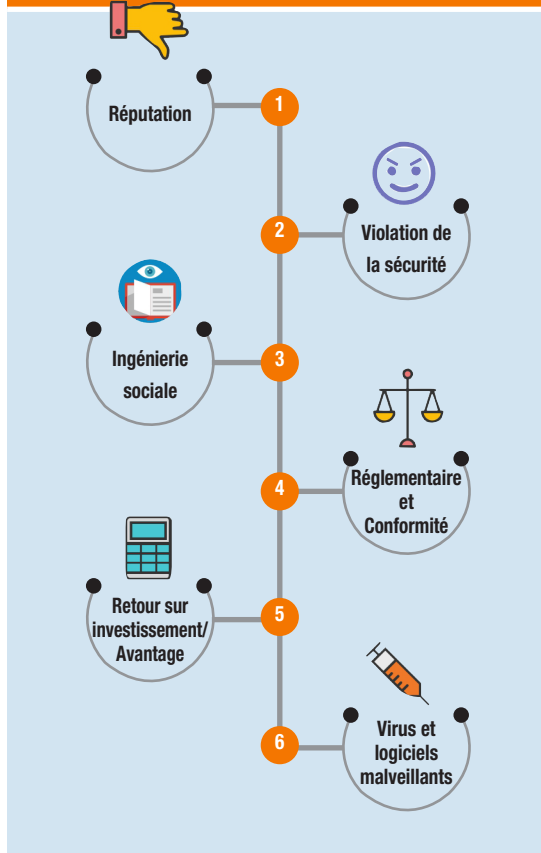 1
Réputation
2
Violation de
la sécurité
3
Ingénierie
sociale
4
Réglementaire
et
Conformité
5
Retour sur
investissement/
Avantage
6
Virus et
logiciels
malveillants